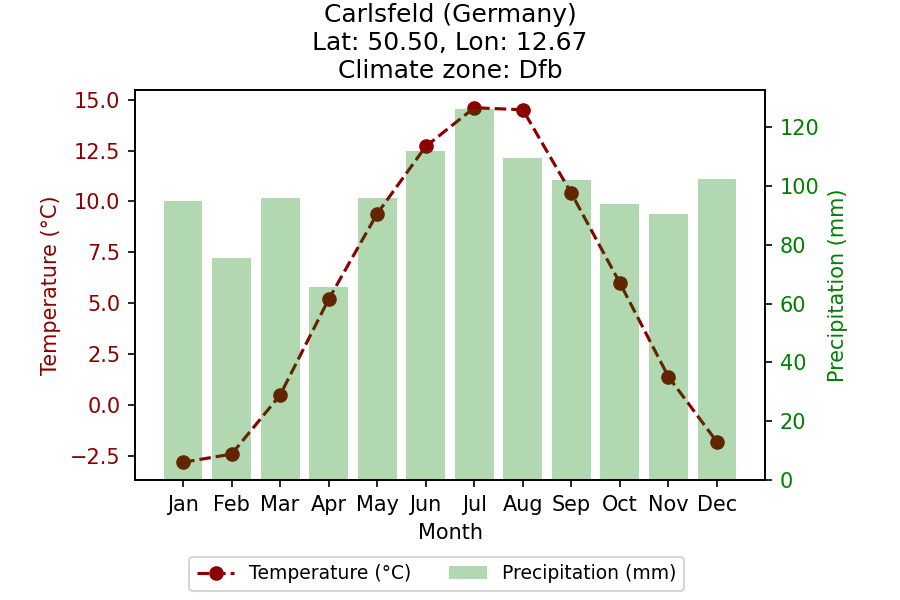 Carlsfeld (Germany)
Lat: 50.50, Lon: 12.67
Climate zone: Dfb
Temperature (°C)
15.0
12.5
10.0
7.5
5.0
2.5
0.0
−2.5
120
100
80
60
40
20
0
Precipitation (mm)
Jan Feb Mar Apr May Jun Jul Aug Sep Oct Nov Dec
Month
Temperature (°C) Precipitation (mm)